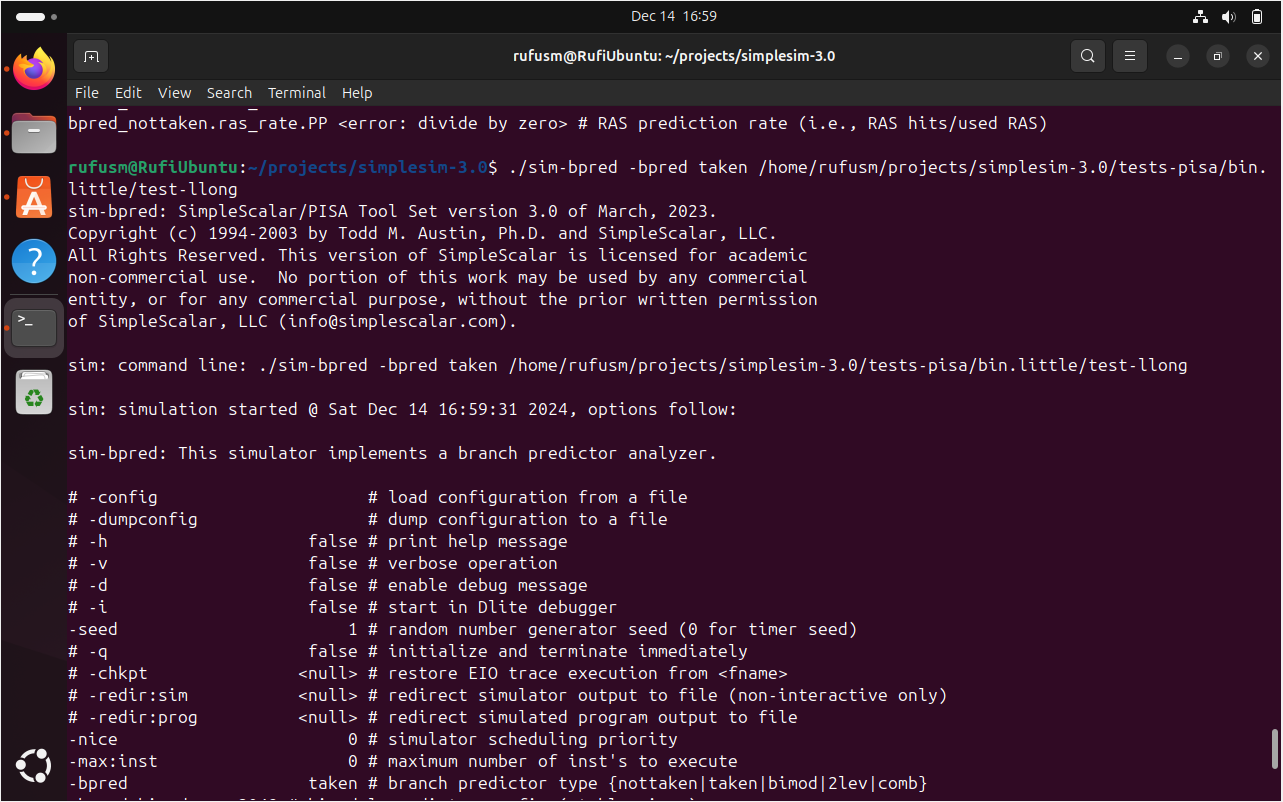 Dec 14 16:59
rufusm@RufiUbuntu: ~/projects/simplesim-3.0
File Edit View Search Terminal Help
bpred_nottaken.ras_rate.PP <error: divide by zero> # RAS prediction rate (i.e., RAS hits/used RAS)
rufusm@RufiUbuntu:~/projects/simplesim-3.0$ ./sim-bpred -bpred taken /home/rufusm/projects/simplesim-3.0/tests-pisa/bin.
little/test-llong
sim-bpred: SimpleScalar/PISA Tool Set version 3.0 of March, 2023.
Copyright (c) 1994-2003 by Todd M. Austin, Ph.D. and SimpleScalar, LLC.
All Rights Reserved. This version of SimpleScalar is licensed for academic
non-commercial use.  No portion of this work may be used by any commercial
entity, or for any commercial purpose, without the prior written permission
of SimpleScalar, LLC (info@simplescalar.com).
sim: command line: ./sim-bpred -bpred taken /home/rufusm/projects/simplesim-3.0/tests-pisa/bin.little/test-llong
sim: simulation started @ Sat Dec 14 16:59:31 2024, options follow:
sim-bpred: This simulator implements a branch predictor analyzer.
# -config                     # load configuration from a file
# -dumpconfig                 # dump configuration to a file
# -h                    false # print help message
# -v                    false # verbose operation
# -d                    false # enable debug message
# -i                    false # start in Dlite debugger
-seed                       1 # random number generator seed (0 for timer seed)
# -q                    false # initialize and terminate immediately
# -chkpt               <null> # restore EIO trace execution from <fname>
# -redir:sim           <null> # redirect simulator output to file (non-interactive only)
# -redir:prog          <null> # redirect simulated program output to file
-nice                       0 # simulator scheduling priority
-max:inst                   0 # maximum number of inst's to execute
-bpred                  taken # branch predictor type {nottaken|taken|bimod|2lev|comb}